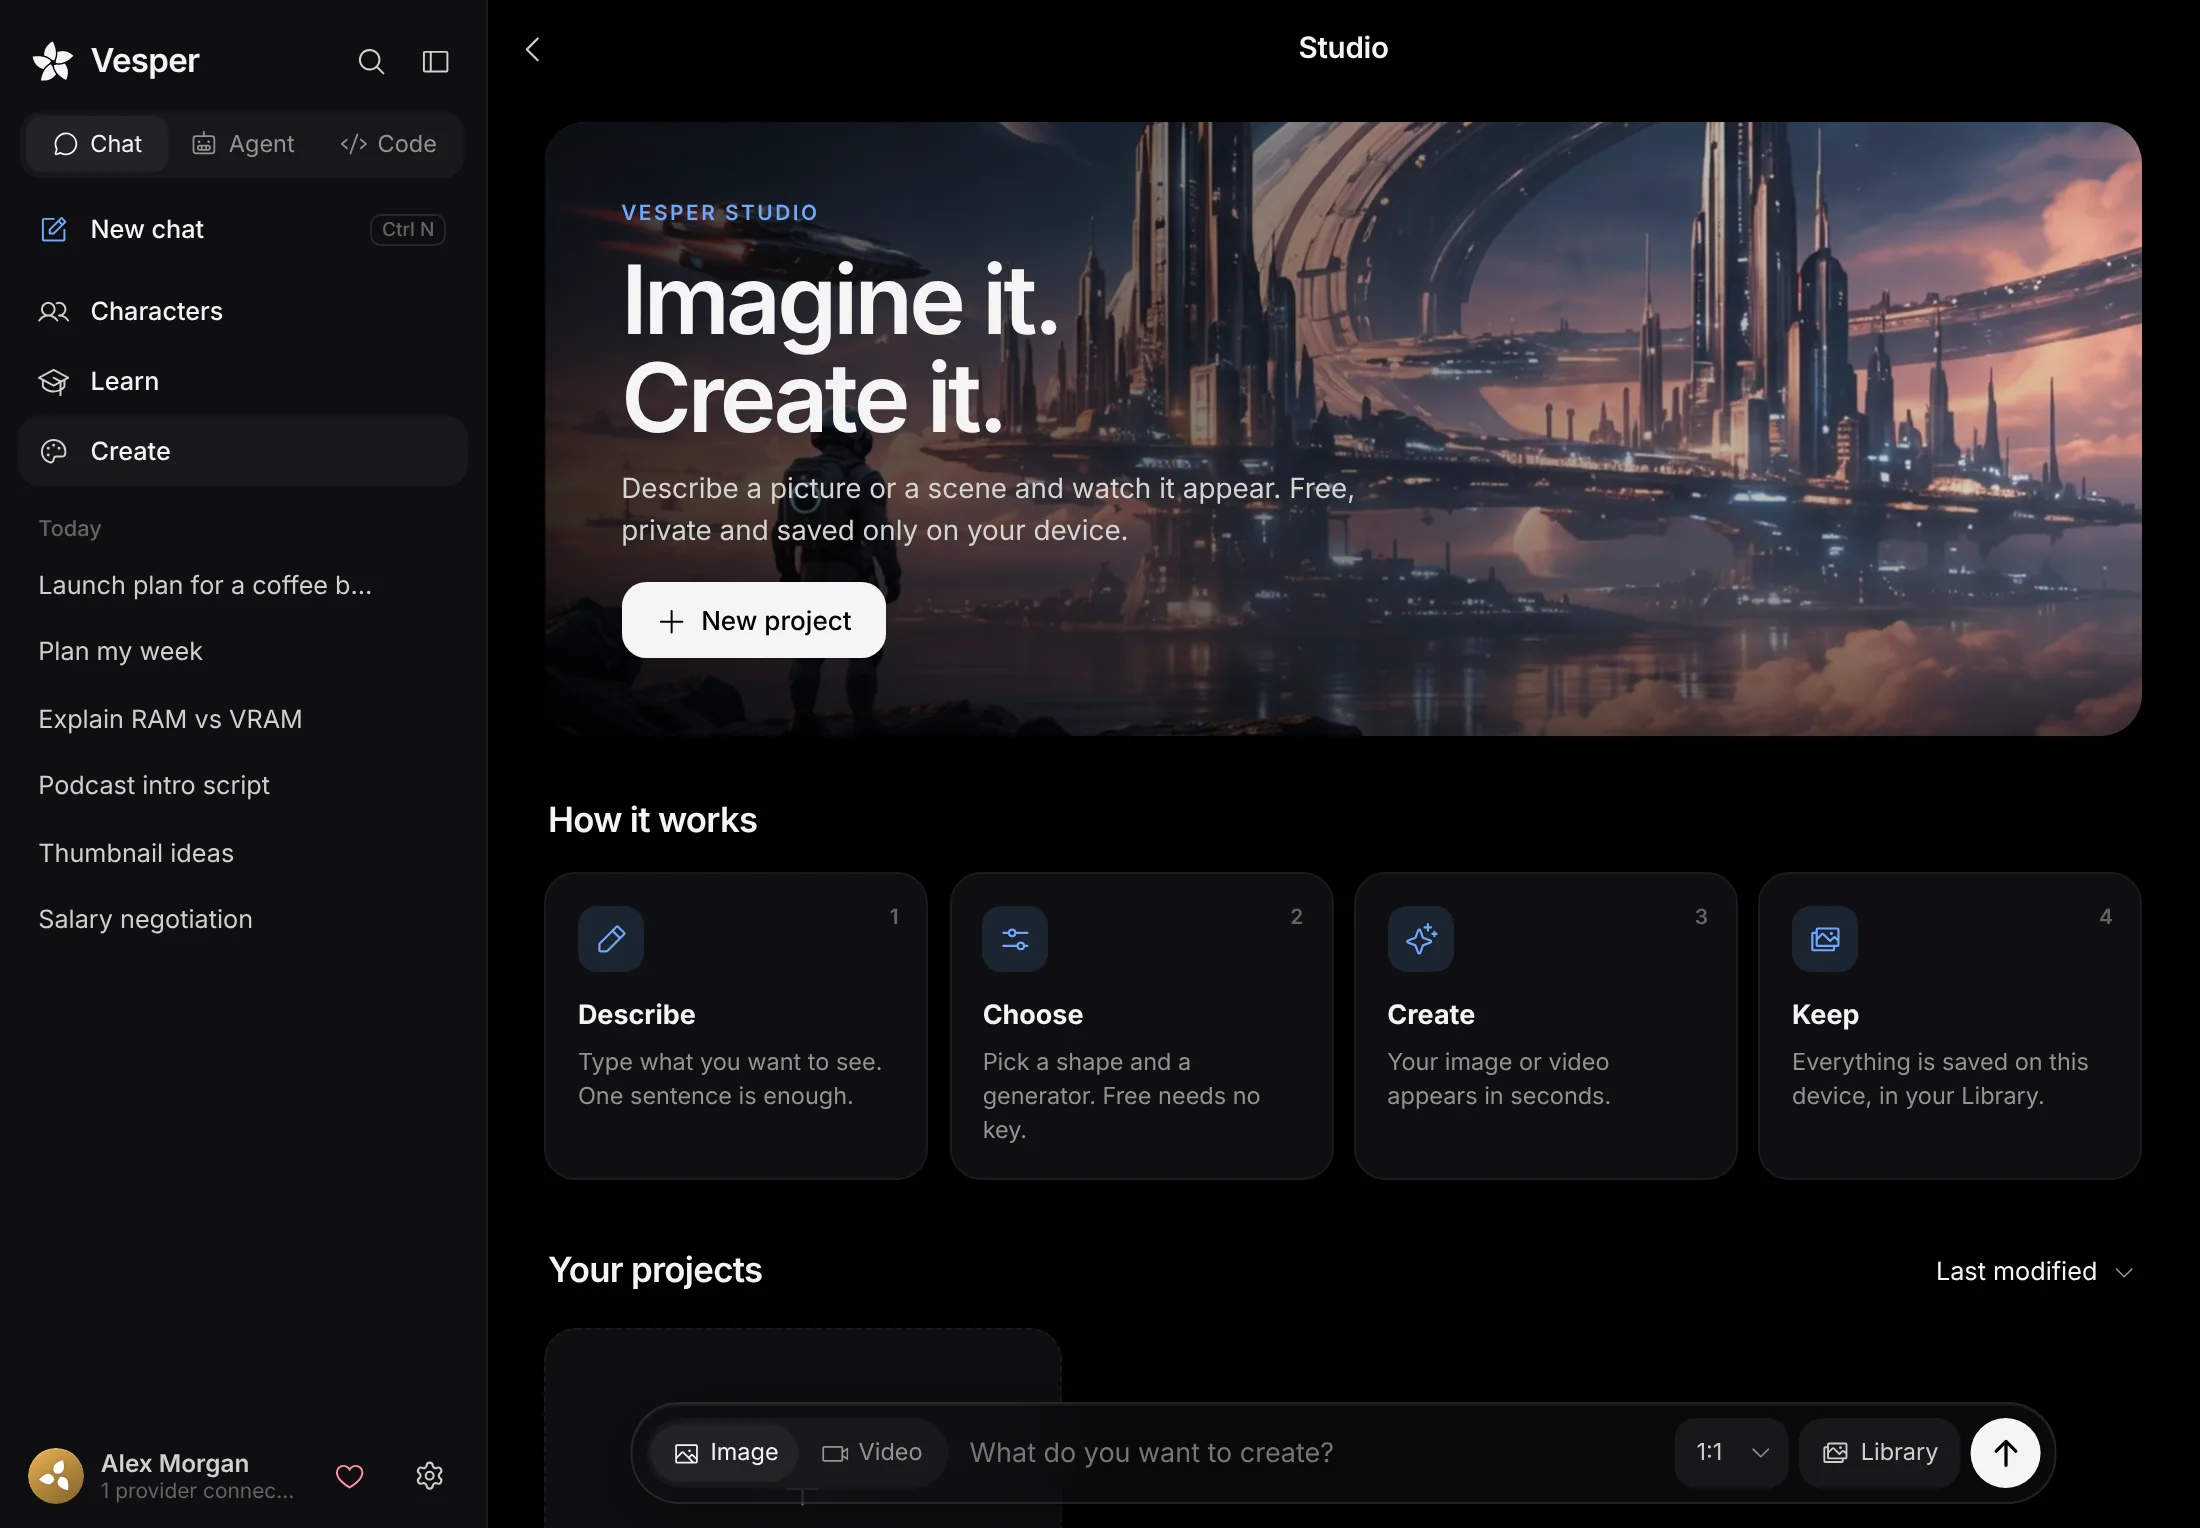 Vesper
Chat
Agent
Code
New chat
Ctrl N
Characters
Learn
Create
Today
Launch plan for a coffee b...
Plan my week
Explain RAM vs VRAM
Podcast intro script
Thumbnail ideas
Salary negotiation
Alex Morgan
1 provider connec...
Studio
VESPER STUDIO
Imagine it.
Create it.
Describe a picture or a scene and watch it appear. Free,
private and saved only on your device.
New project
How it works
1
Describe
Type what you want to see.
One sentence is enough.
2
Choose
Pick a shape and a
generator. Free needs no
key.
3
Create
Your image or video
appears in seconds.
4
Keep
Everything is saved on this
device, in your Library.
Your projects
Last modified
Image
Video
What do you want to create?
1:1
Library